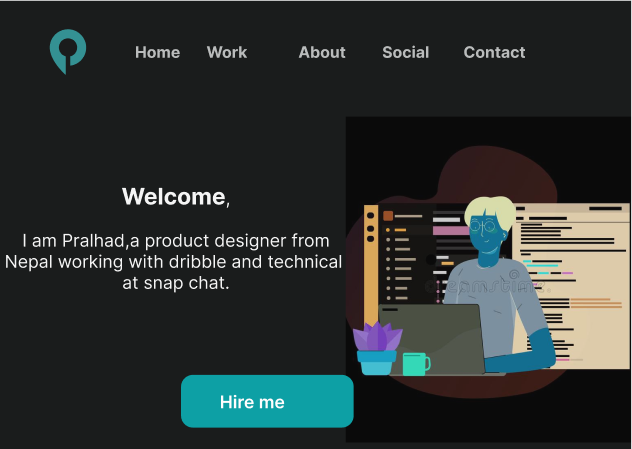 Home Work About Social Contact
Welcome,
I am Pralhad,a product designer from
Nepal working with dribble and technical
at snap chat.
Hire me